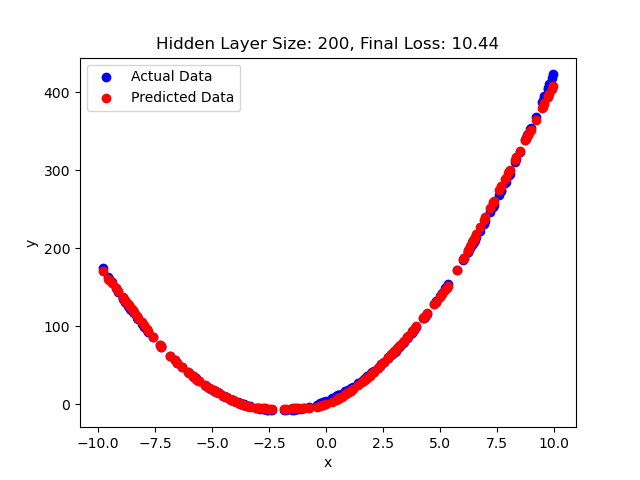 Hidden Layer Size: 200, Final Loss: 10.44
Actual Data
Predicted Data
400
300
200
100
0
y
−10.0 −7.5 −5.0 −2.5 0.0 2.5 5.0 7.5 10.0
x